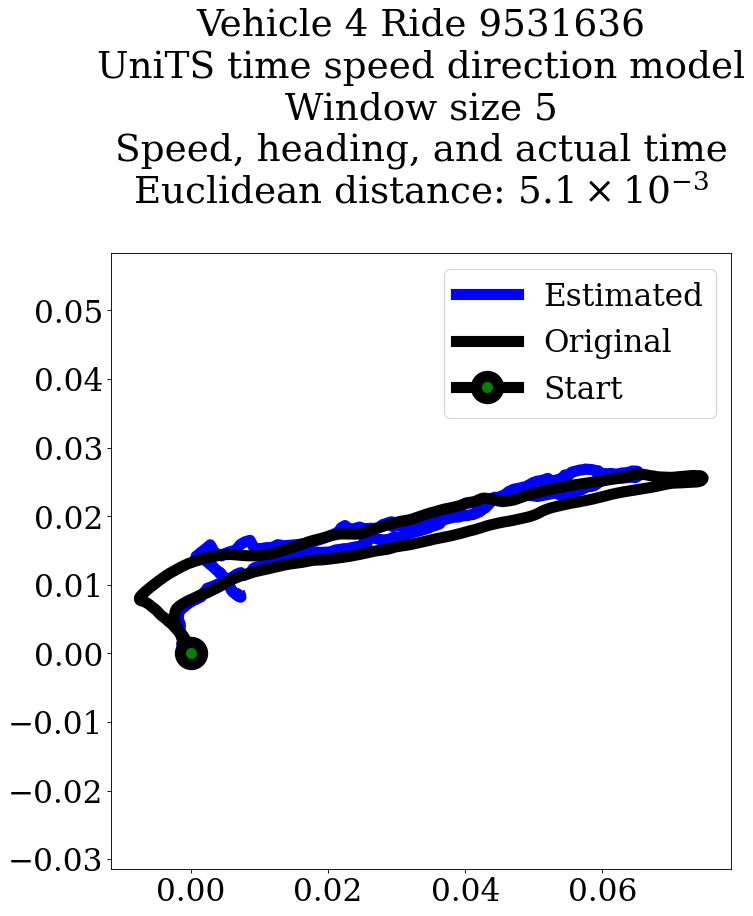 Vehicle 4 Ride 9531636
UniTS time speed direction model
Window size 5
Speed, heading, and actual time
Euclidean distance: 5.1 × 10⁻³
Estimated
Original
Start
0.05
0.04
0.03
0.02
0.01
0.00
−0.01
−0.02
−0.03
0.00 0.02 0.04 0.06